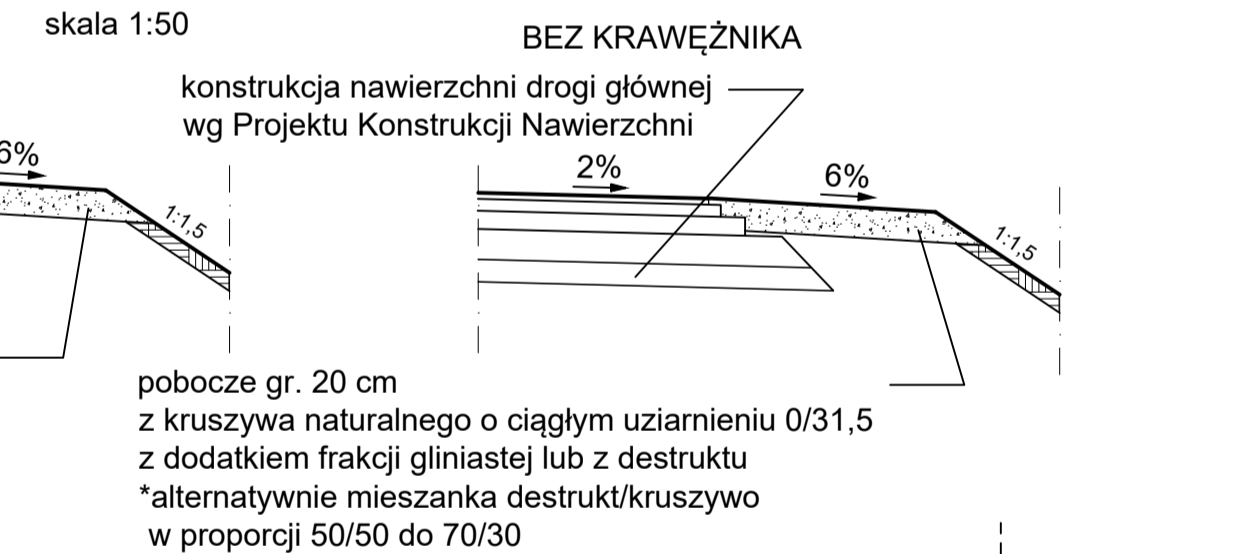 skala 1:50
BEZ KRAWĘŻNIKA
konstrukcja nawierzchni drogi głównej
wg Projektu Konstrukcji Nawierzchni
6%
1:1,5
2%
6%
1:1,5
pobocze gr. 20 cm
z kruszywa naturalnego o ciągłym uziarnieniu 0/31,5
z dodatkiem frakcji gliniastej lub z destruktu
*alternatywnie mieszanka destrukt/kruszywo
w proporcji 50/50 do 70/30